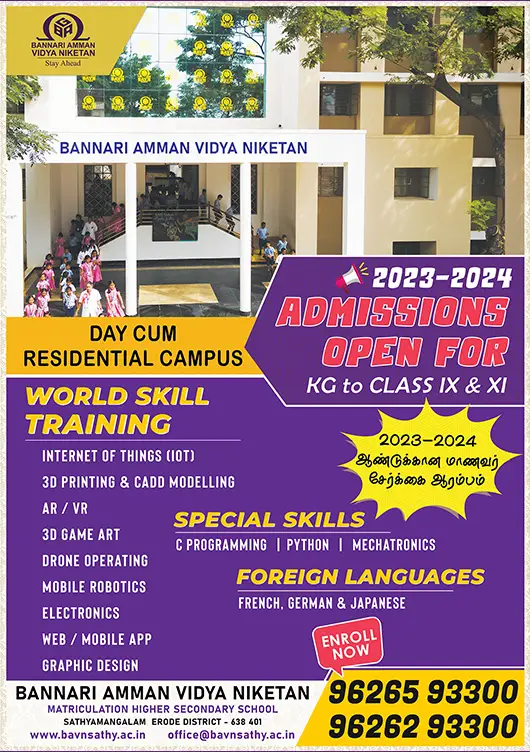 BANNARI AMMAN
VIDYA NIKETAN
Stay Ahead
BANNARI AMMAN VIDYA NIKETAN
2023-2024
ADMISSIONS
OPEN FOR
KG to CLASS IX & XI
DAY CUM
RESIDENTIAL CAMPUS
WORLD SKILL
TRAINING
INTERNET OF THINGS (IOT)
3D PRINTING & CADD MODELLING
AR / VR
3D GAME ART
DRONE OPERATING
MOBILE ROBOTICS
ELECTRONICS
WEB / MOBILE APP
GRAPHIC DESIGN
2023-2024
ஆண்டுக்கான மாணவர்
சேர்க்கை ஆரம்பம்
SPECIAL SKILLS
C PROGRAMMING | PYTHON | MECHATRONICS
FOREIGN LANGUAGES
FRENCH, GERMAN & JAPANESE
ENROLL
NOW
BANNARI AMMAN VIDYA NIKETAN
MATRICULATION HIGHER SECONDARY SCHOOL
SATHYAMANGALAM ERODE DISTRICT - 638 401
www.bavnsathy.ac.in office@bavnsathy.ac.in
96265 93300
96262 93300